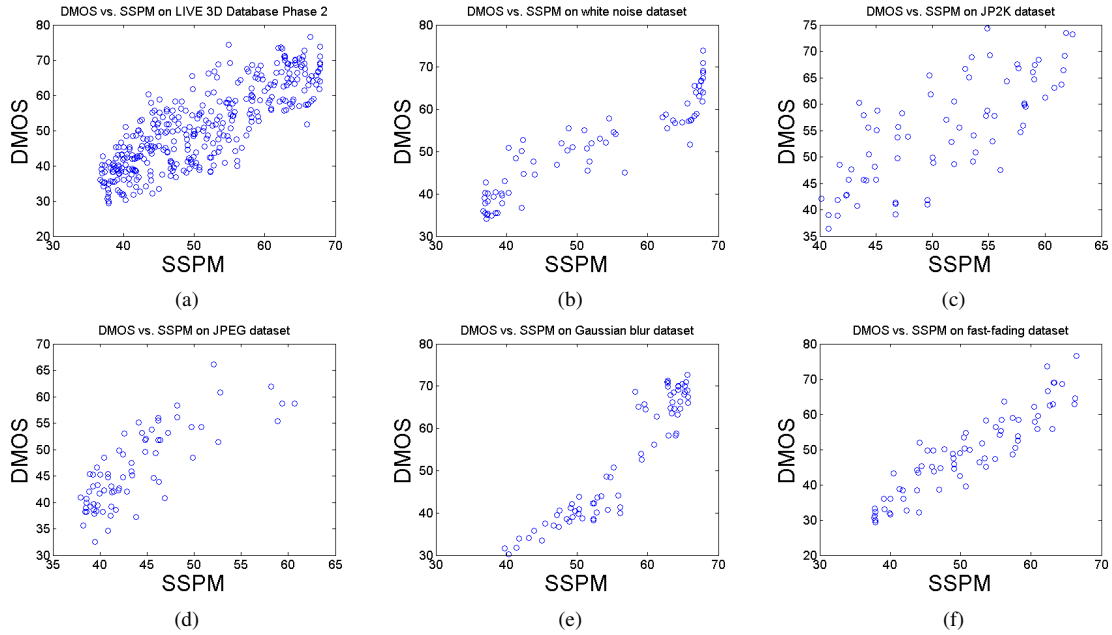 DMOS vs. SSPM on LIVE 3D Database Phase 2
80
70
60
50
40
30
20
DMOS
30 40 50 60 70
SSPM
(a)
DMOS vs. SSPM on white noise dataset
80
70
60
50
40
30
DMOS
30 40 50 60 70
SSPM
(b)
DMOS vs. SSPM on JP2K dataset
75
70
65
60
55
50
45
40
35
DMOS
40 45 50 55 60 65
SSPM
(c)
DMOS vs. SSPM on JPEG dataset
70
65
60
55
50
45
40
35
30
DMOS
35 40 45 50 55 60 65
SSPM
(d)
DMOS vs. SSPM on Gaussian blur dataset
80
70
60
50
40
30
DMOS
30 40 50 60 70
SSPM
(e)
DMOS vs. SSPM on fast-fading dataset
80
70
60
50
40
30
20
DMOS
30 40 50 60 70
SSPM
(f)